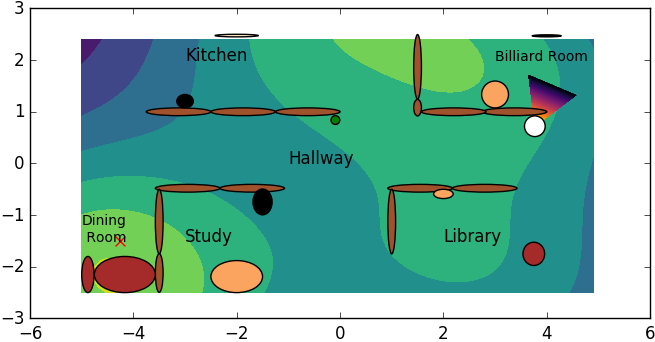 3
2
1
0
−1
−2
−3
−6
−4
−2
0
2
4
6
Kitchen
Billiard Room
Hallway
Dining
Room
Study
Library